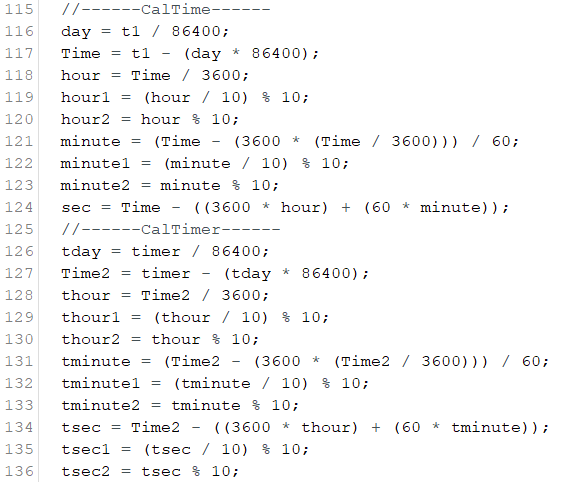 115 //------CalTime------
116 day = t1 / 86400;
117 Time = t1 - (day * 86400);
118 hour = Time / 3600;
119 hour1 = (hour / 10) % 10;
120 hour2 = hour % 10;
121 minute = (Time - (3600 * (Time / 3600))) / 60;
122 minute1 = (minute / 10) % 10;
123 minute2 = minute % 10;
124 sec = Time - ((3600 * hour) + (60 * minute));
125 //------CalTimer------
126 tday = timer / 86400;
127 Time2 = timer - (tday * 86400);
128 thour = Time2 / 3600;
129 thour1 = (thour / 10) % 10;
130 thour2 = thour % 10;
131 tminute = (Time2 - (3600 * (Time2 / 3600))) / 60;
132 tminute1 = (tminute / 10) % 10;
133 tminute2 = tminute % 10;
134 tsec = Time2 - ((3600 * thour) + (60 * tminute));
135 tsec1 = (tsec / 10) % 10;
136 tsec2 = tsec % 10;